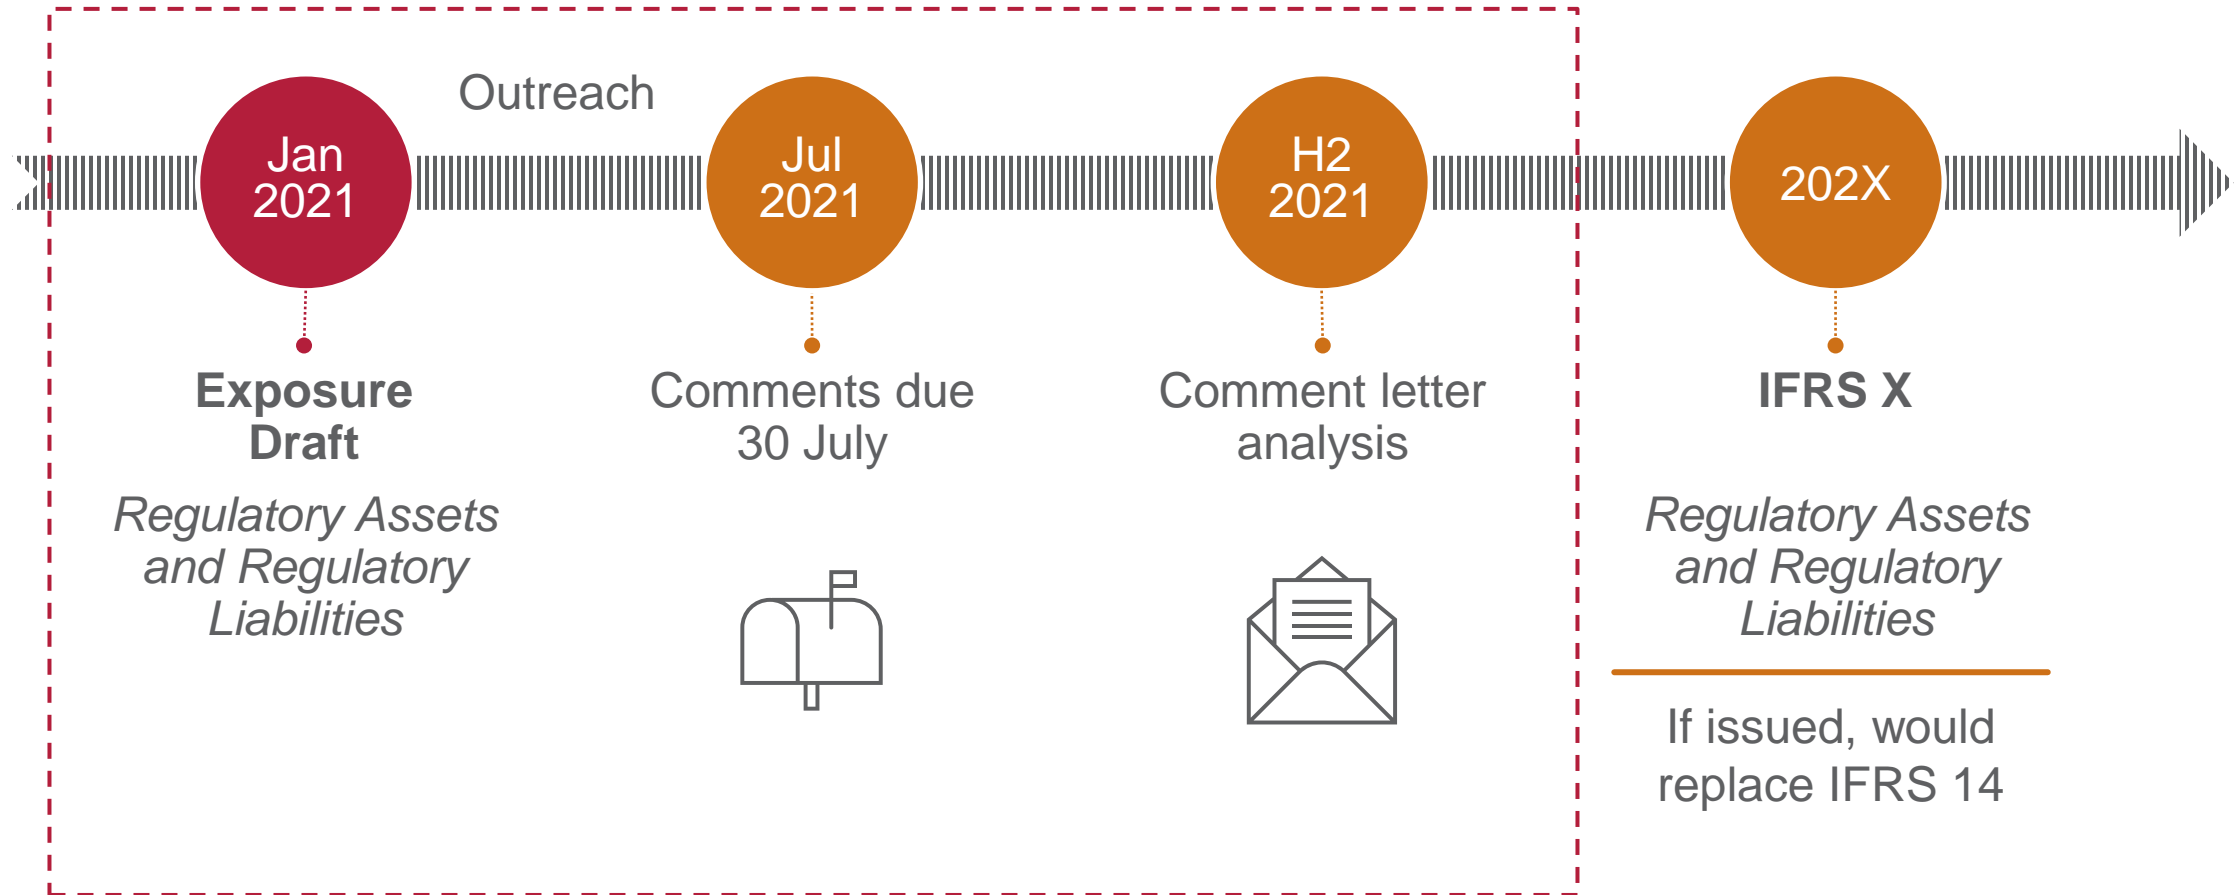 Outreach
Jan
2021
Jul
2021
H2
2021
202X
Exposure
Draft
Regulatory Assets
and Regulatory
Liabilities
Comments due
30 July
Comment letter
analysis
IFRS X
Regulatory Assets
and Regulatory
Liabilities
If issued, would
replace IFRS 14